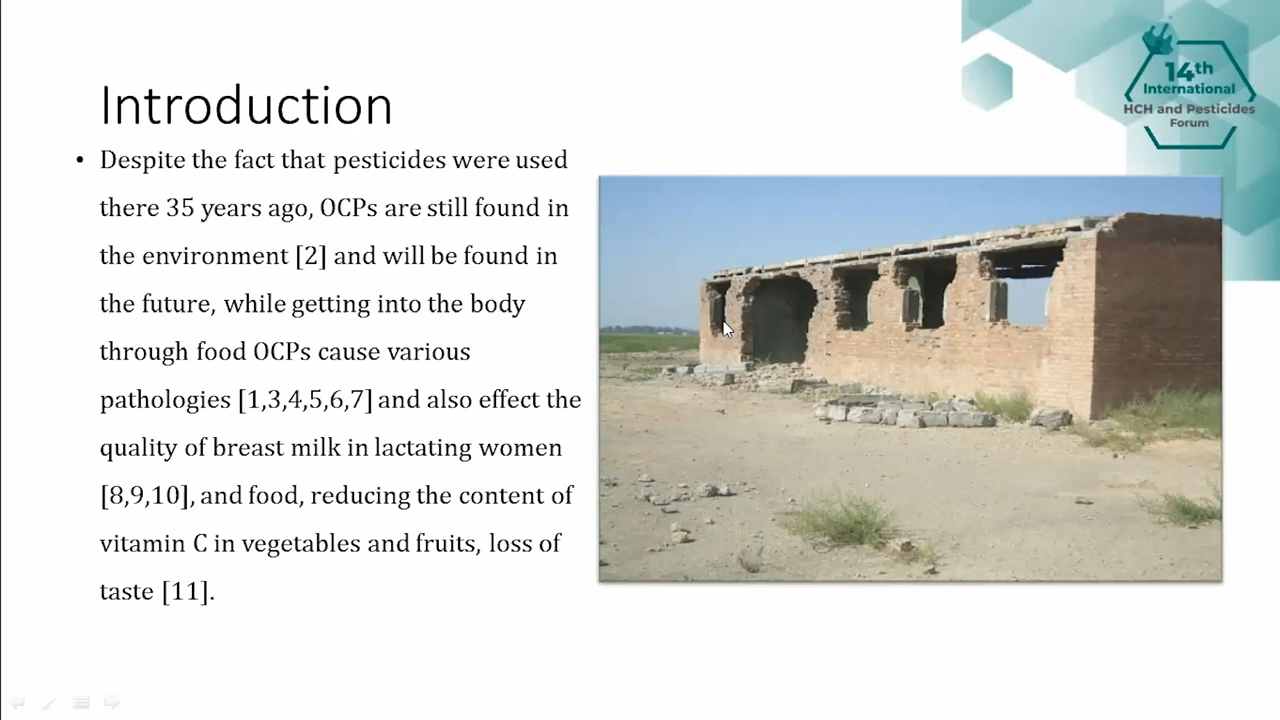 14th
International
HCH and Pesticides
Forum
Introduction
• Despite the fact that pesticides were used
there 35 years ago, OCPs are still found in
the environment [2] and will be found in
the future, while getting into the body
through food OCPs cause various
pathologies [1,3,4,5,6,7] and also effect the
quality of breast milk in lactating women
[8,9,10], and food, reducing the content of
vitamin C in vegetables and fruits, loss of
taste [11].